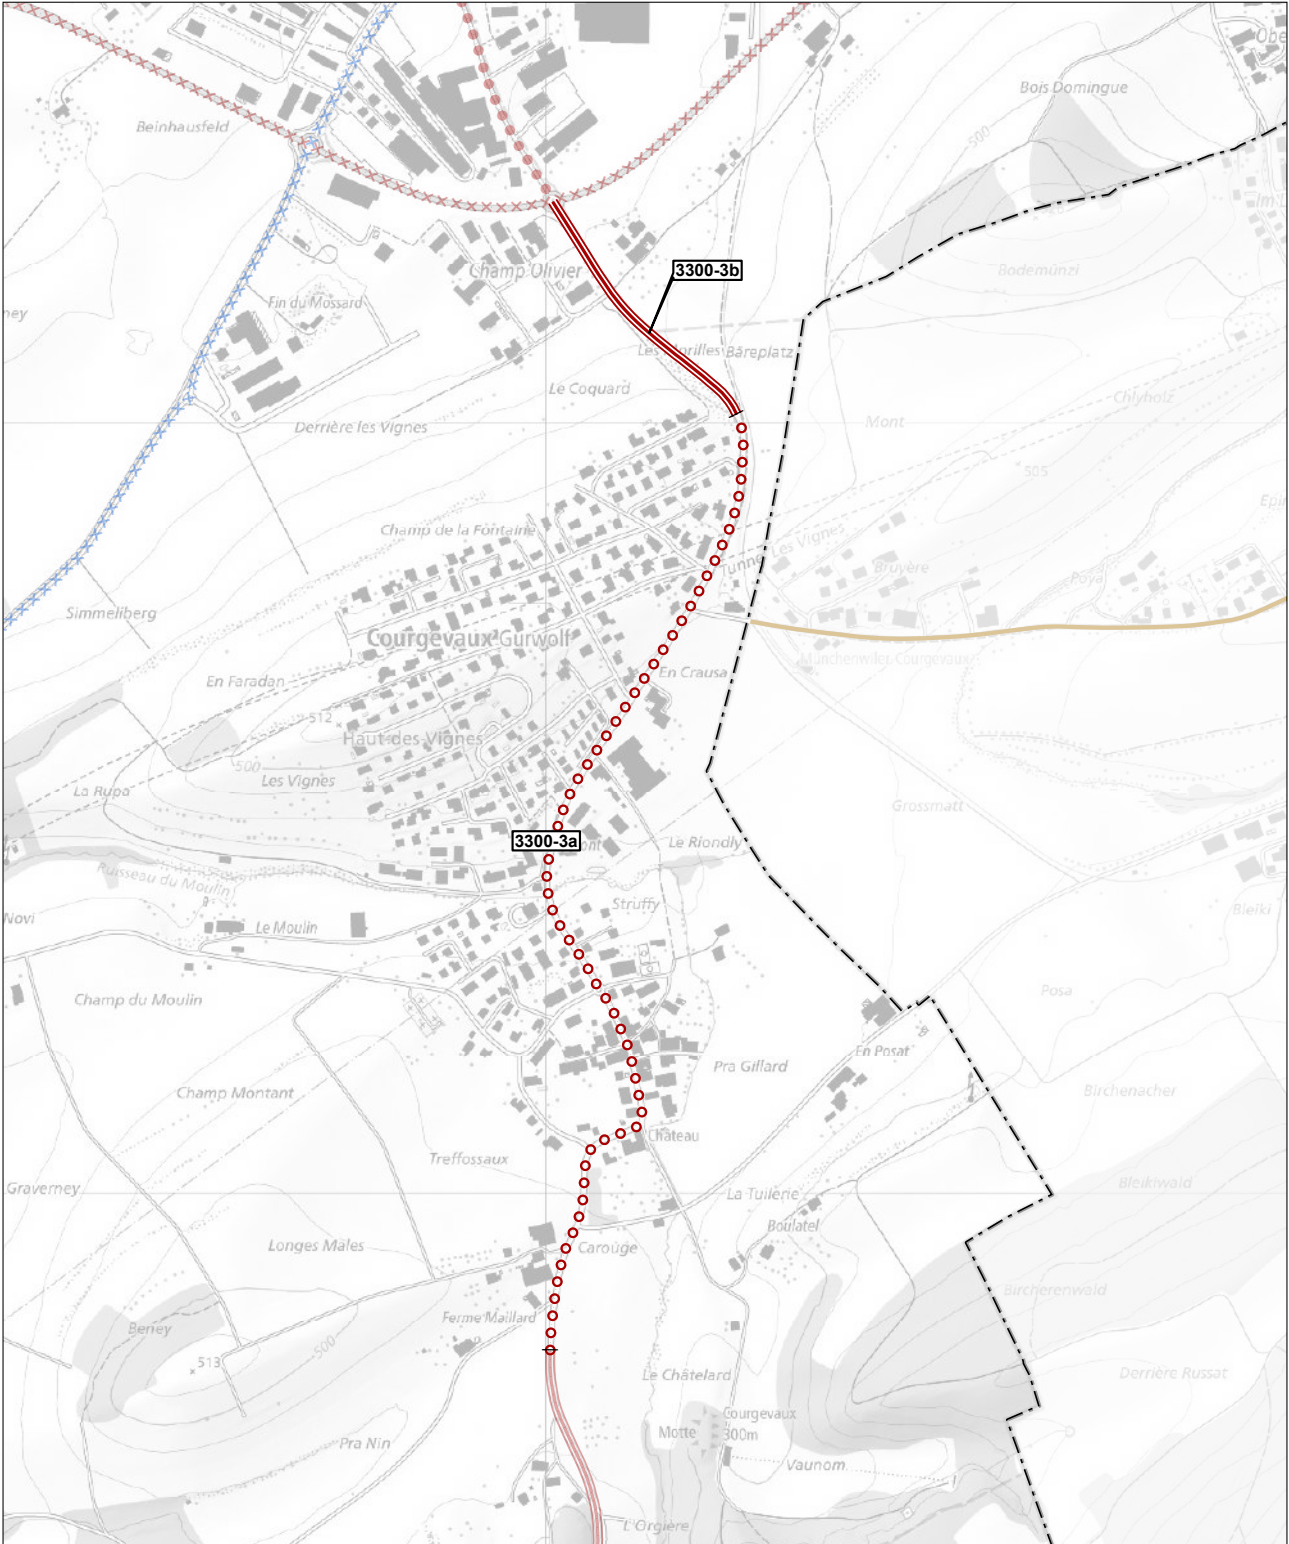 Obe
Bois Domingue
Beinhausfeld
500
Im L
Champ Olivier
3300-3b
Bodemünzi
Fin du Mossard
ney
Les Morilles Bäreplatz
Le Coquard
Chlyholz
Derrière les Vignes
Mont
505
Epin
Champ de la Fontaine
Tunnel Les Vignes
Bruyère
Poya
Simmeliberg
Courgevaux Gurwolf
Münchenwiler-Courgevaux
En Crausa
En Faradan
512
Haut-des-Vignes
500
Les Vignes
La Rupa
Grossmatt
3300-3a
Le Riondly
Ruisseau du Moulin
Struffy
Bleiki
Novi
Le Moulin
Champ du Moulin
Posa
En Posat
Pra Gillard
Birchenacher
Champ Montant
Château
Treffossaux
Bleikiwald
Graverney
La Tuilerie
Boulatel
Longes Mâles
Carouge
Bircherenwald
Ferme Maillard
Beney
500
513
Le Châtelard
Derrière Russat
Courgevaux
300m
Motte
Pra Nin
Vaunom
L'Orgière